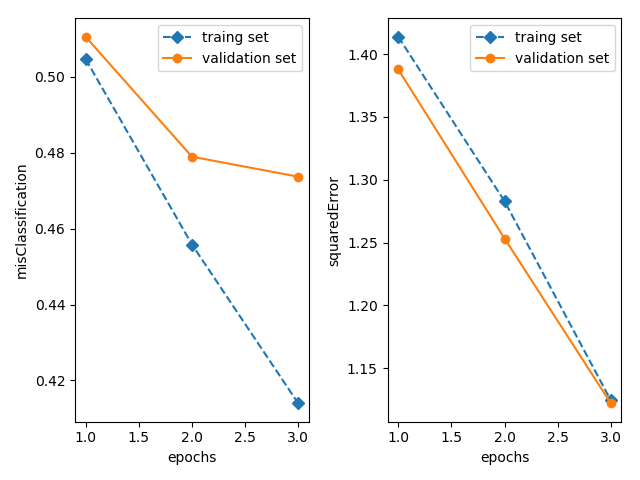 traing set
validation set
0.50
0.48
0.46
0.44
0.42
misClassification
1.0
1.5
2.0
2.5
3.0
epochs
traing set
validation set
1.40
1.35
1.30
1.25
1.20
1.15
squaredError
1.0
1.5
2.0
2.5
3.0
epochs